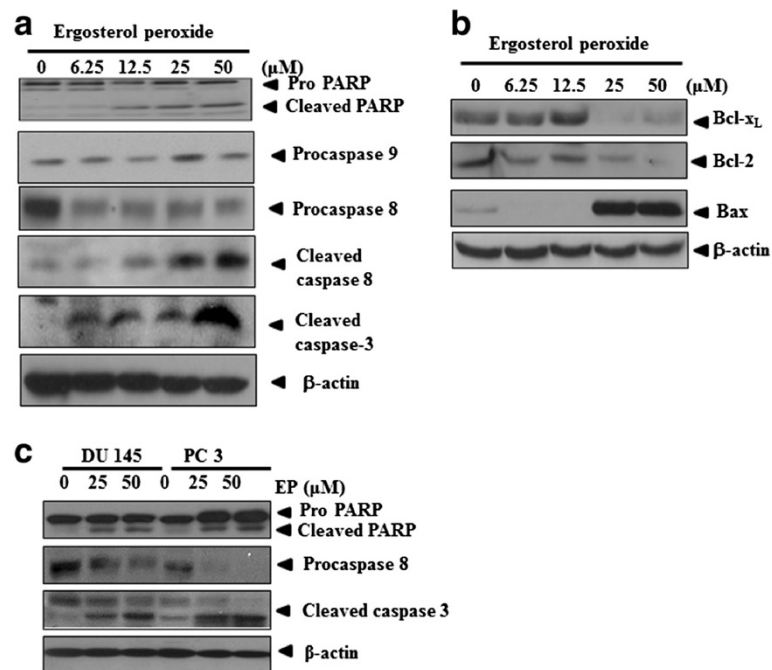 a
Ergosterol peroxide
0 6.25 12.5 25 50 (μM)
Pro PARP
Cleaved PARP
Procaspase 9
Procaspase 8
Cleaved
caspase 8
Cleaved
caspase-3
β-actin
b
Ergosterol peroxide
0 6.25 12.5 25 50 (μM)
Bcl-xL
Bcl-2
Bax
β-actin
c
DU 145 PC 3
0 25 50 0 25 50 EP (μM)
Pro PARP
Cleaved PARP
Procaspase 8
Cleaved caspase 3
β-actin